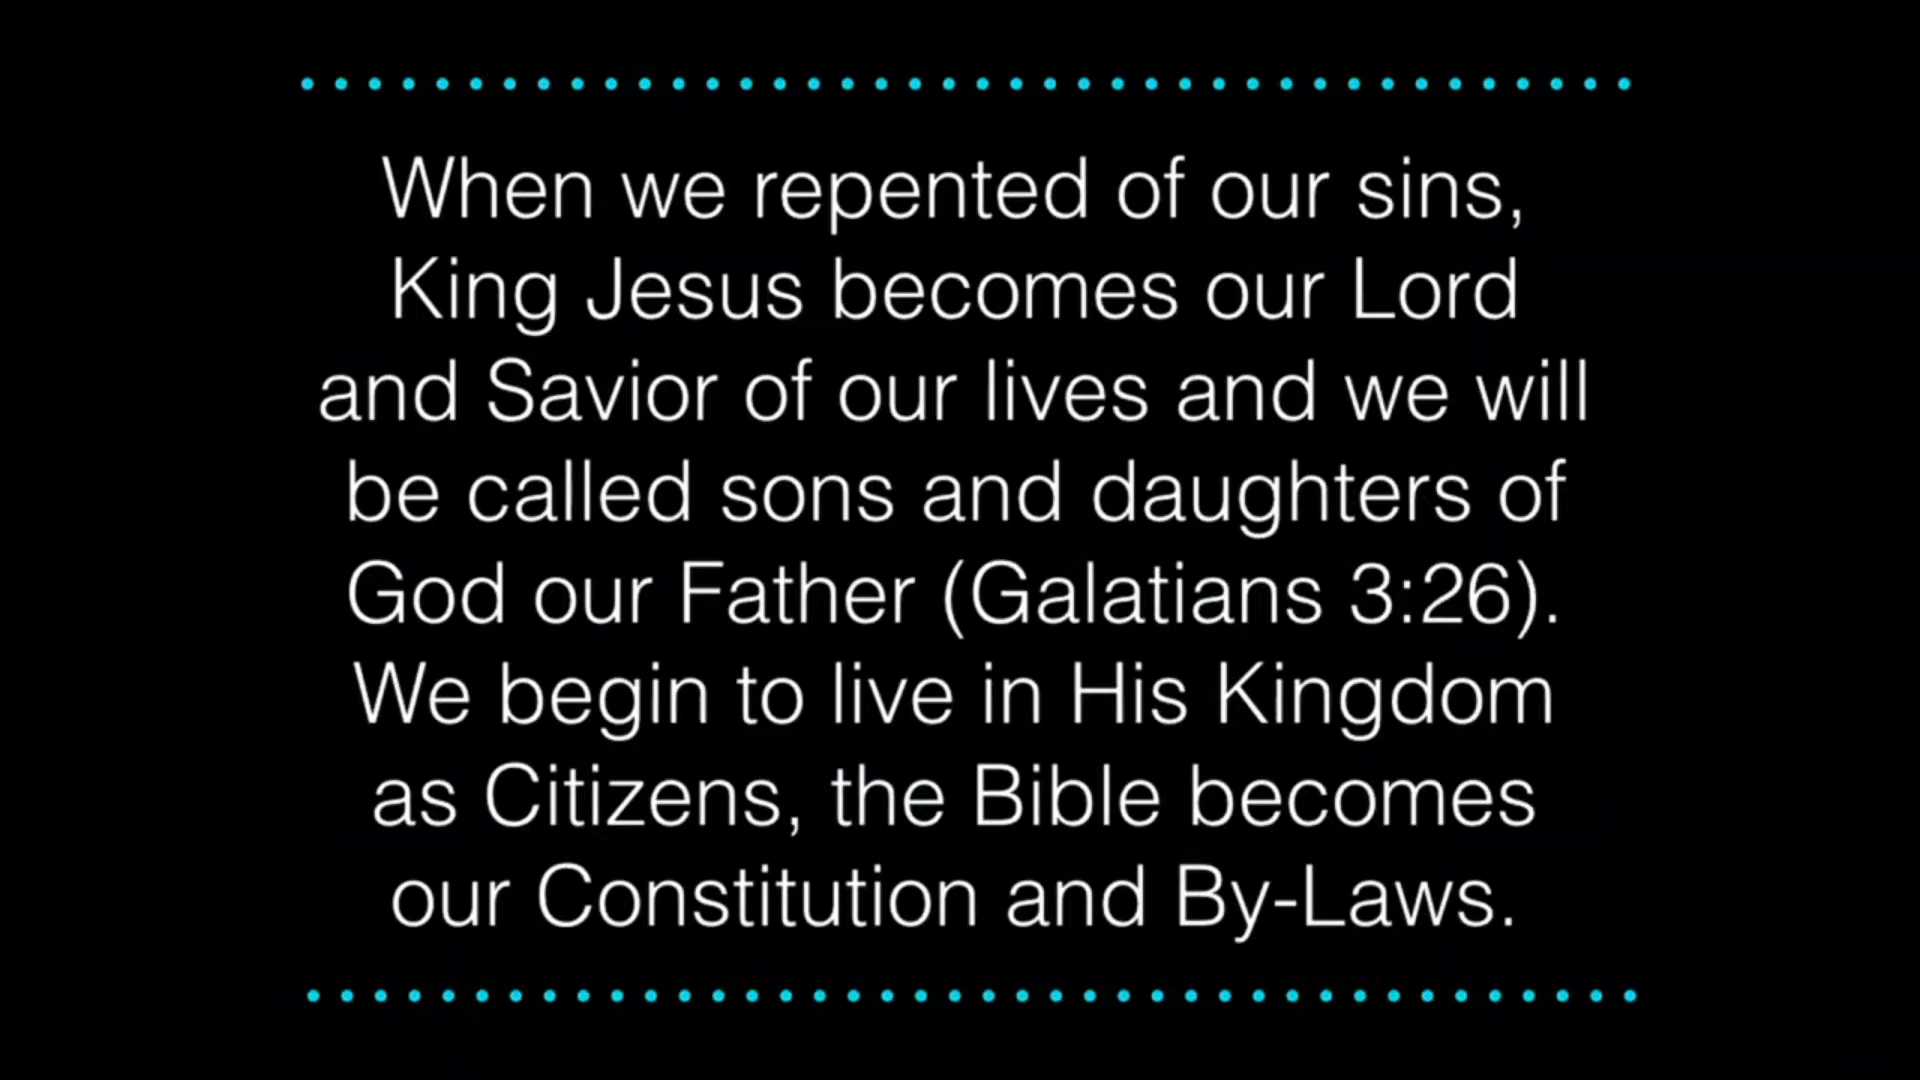 When we repented of our sins,
King Jesus becomes our Lord
and Savior of our lives and we will
be called sons and daughters of
God our Father (Galatians 3:26).
We begin to live in His Kingdom
as Citizens, the Bible becomes
our Constitution and By-Laws.